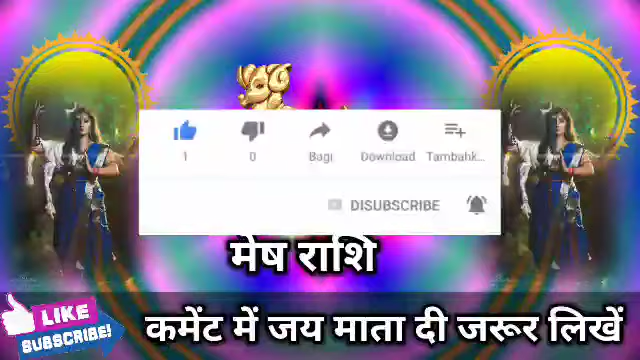 1 0 Bagi Download Tambahk...
DISUBSCRIBE
मेष राशि
LIKE
SUBSCRIBE!
कमेंट में जय माता दी जरूर लिखें